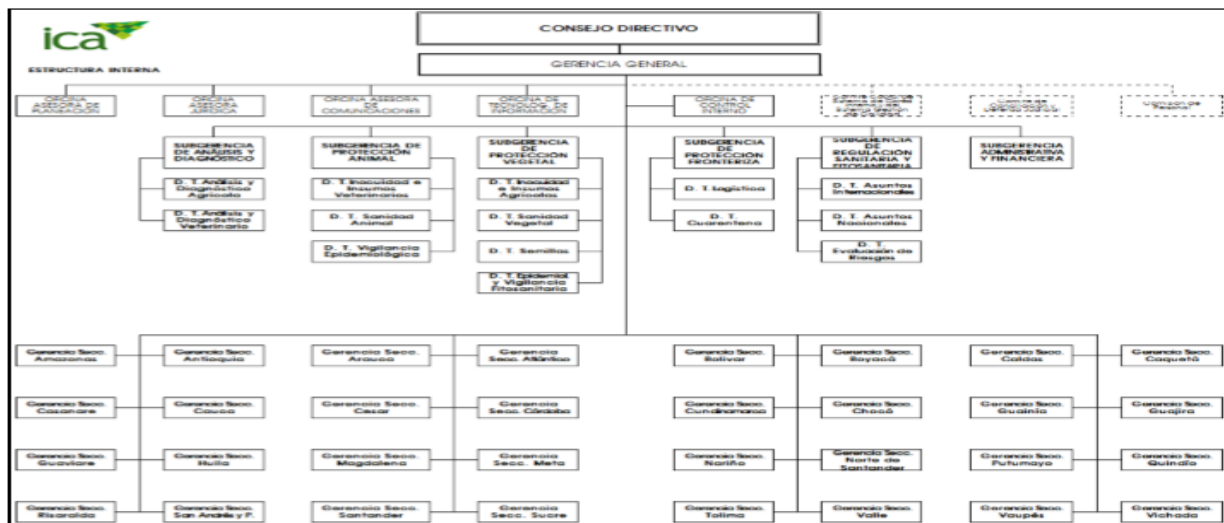 ica
ESTRUCTURA INTERNA
CONSEJO DIRECTIVO
GERENCIA GENERAL
OFICINA
ASESORA DE
PLANEACIÓN
OFICINA
ASESORA
JURÍDICA
OFICINA ASESORA
DE
COMUNICACIONES
OFICINA DE
TECNOLOG. DE
INFORMACIÓN
OFICINA DE
CONTROL
INTERNO
Comisión de
Personal
SUBGERENCIA
DE ANÁLISIS Y
DIAGNÓSTICO
SUBGERENCIA DE
PROTECCIÓN
ANIMAL
SUBGERENCIA
DE
PROTECCIÓN
VEGETAL
SUBGERENCIA
DE
PROTECCIÓN
FRONTERIZA
SUBGERENCIA
DE
REGULACIÓN
SANITARIA Y
FITOSANITARIA
SUBGERENCIA
ADMINISTRATIVA
Y FINANCIERA
D. T. Análisis y
Diagnóstico
Agrícola
D. T. Inocuidad e
Insumos
Veterinarios
D. T. Inocuidad
e Insumos
Agrícolas
D. T. Logística
D. T. Asuntos
Internacionales
D. T. Análisis y
Diagnóstico
Veterinario
D. T. Sanidad
Animal
D. T. Sanidad
Vegetal
D. T.
Cuarentena
D. T. Asuntos
Nacionales
D. T. Vigilancia
Epidemiológica
D. T. Semillas
D. T.
Evaluación de
Riesgos
D. T. Epidemiol.
y Vigilancia
Fitosanitaria
Gerencia Secc.
Amazonas
Gerencia Secc.
Antioquia
Gerencia Secc.
Arauca
Gerencia
Secc. Atlántico
Gerencia Secc.
Bolívar
Gerencia Secc.
Boyacá
Gerencia Secc.
Caldas
Gerencia Secc.
Caquetá
Gerencia Secc.
Casanare
Gerencia Secc.
Cauca
Gerencia Secc.
Cesar
Gerencia
Secc. Córdoba
Gerencia Secc.
Cundinamarca
Gerencia Secc.
Chocó
Gerencia Secc.
Guainía
Gerencia Secc.
Guajira
Gerencia Secc.
Guaviare
Gerencia Secc.
Huila
Gerencia Secc.
Magdalena
Gerencia
Secc. Meta
Gerencia Secc.
Nariño
Gerencia Secc.
Norte de
Santander
Gerencia Secc.
Putumayo
Gerencia Secc.
Quindío
Gerencia Secc.
Risaralda
Gerencia Secc.
San Andrés y P.
Gerencia Secc.
Santander
Gerencia
Secc. Sucre
Gerencia Secc.
Tolima
Gerencia Secc.
Valle
Gerencia Secc.
Vaupés
Gerencia Secc.
Vichada